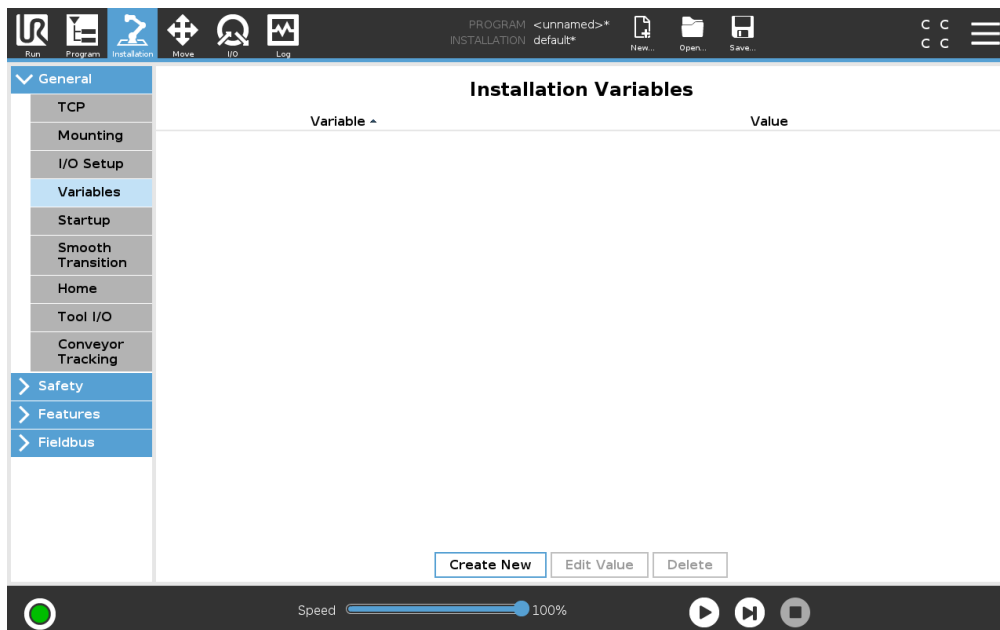 PROGRAM <unnamed>*
INSTALLATION default*
UR
Run
Program
Installation
Move
I/O
Log
New...
Open...
Save...
C C
C C
General
TCP
Mounting
I/O Setup
Variables
Startup
Smooth
Transition
Home
Tool I/O
Conveyor
Tracking
Safety
Features
Fieldbus
Installation Variables
Variable
Value
Create New
Edit Value
Delete
Speed
100%